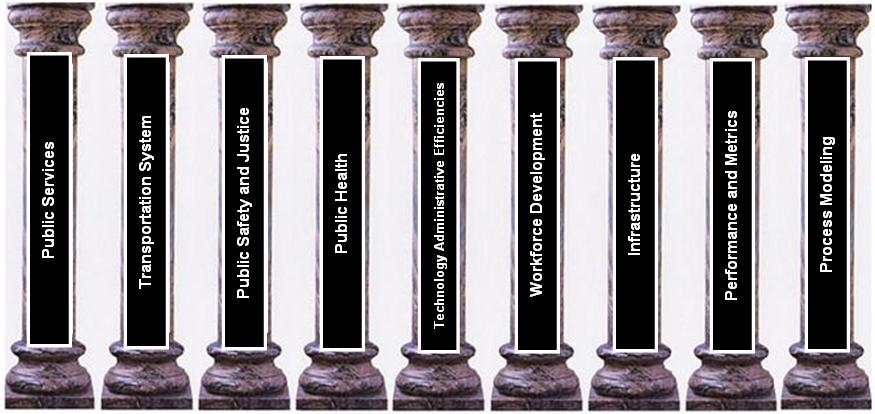 Public Services
Transportation System
Public Safety and Justice
Public Health
Technology Administrative Efficiencies
Workforce Development
Infrastructure
Performance and Metrics
Process Modeling